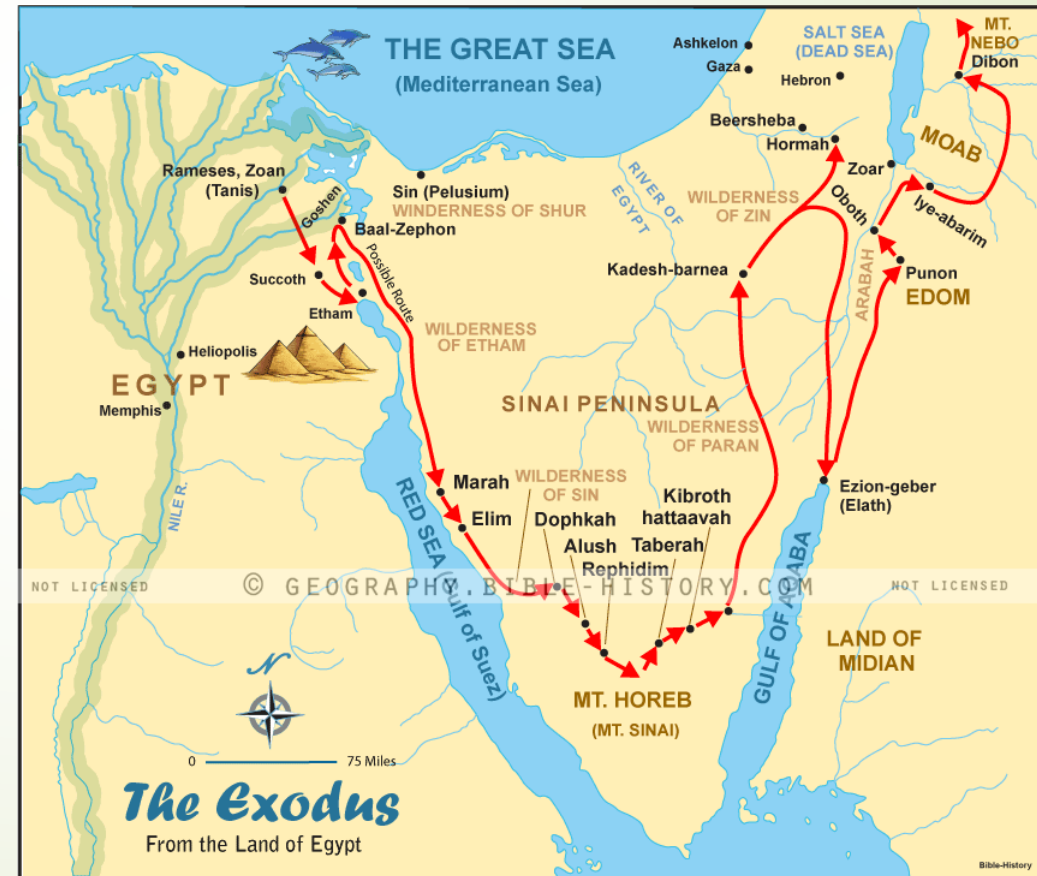 THE GREAT SEA
(Mediterranean Sea)
Ashkelon
Gaza
SALT SEA
(DEAD SEA)
Hebron
MT.
NEBO
Dibon
Beersheba
Hormah
MOAB
Zoar
Rameses, Zoan
(Tanis)
Goshen
Sin (Pelusium)
WINDERNESS OF SHUR
Baal-Zephon
RIVER OF
EGYPT
WILDERNESS
OF ZIN
Oboth
Iye-abarim
Possible Route
Succoth
Etham
Kadesh-barnea
ARABAH
Punon
EDOM
WILDERNESS
OF ETHAM
Heliopolis
EGYPT
Memphis
SINAI PENINSULA
WILDERNESS
OF PARAN
NILE R.
RED SEA (Gulf of Suez)
Marah
WILDERNESS
OF SIN
Elim
Dophkah
Kibroth
hattaavah
Alush
Taberah
Rephidim
Ezion-geber
(Elath)
NOT LICENSED
© GEOGRAPHY.BIBLE-HISTORY.COM
NOT LICENSED
GULF OF AQABA
LAND OF
MIDIAN
MT. HOREB
(MT. SINAI)
N
0 75 Miles
The Exodus
From the Land of Egypt
Bible-History